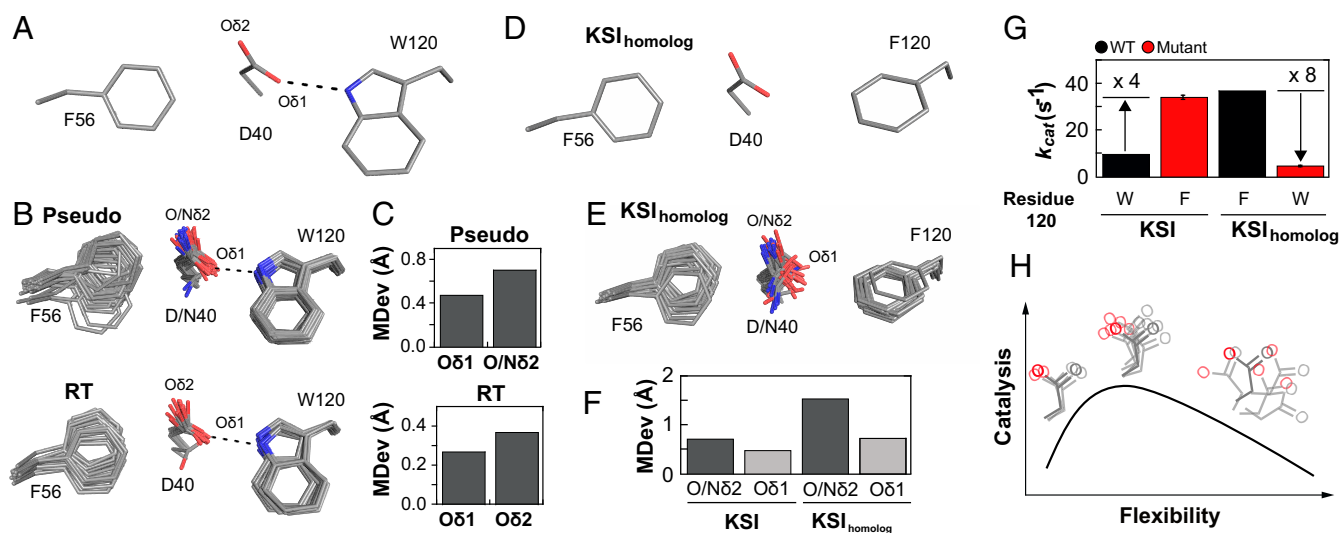 A
Oδ2
W120
F56
Oδ1
D40
D
KSIhomolog
F120
F56
D40
G
WT
Mutant
kcat (s-1)
40
20
0
x 4
x 8
Residue
120
W
F
F
W
KSI
KSIhomolog
B
Pseudo
O/Nδ2
W120
Oδ1
F56
D/N40
RT
Oδ2
W120
Oδ1
F56
D40
C
Pseudo
MDev (Å)
0.8
0.4
0.0
Oδ1
O/Nδ2
RT
MDev (Å)
0.4
0.2
0.0
Oδ1
Oδ2
E
KSIhomolog
O/Nδ2
F120
Oδ1
F56
D/N40
F
MDev (Å)
2
1
0
O/Nδ2
Oδ1
O/Nδ2
Oδ1
KSI
KSIhomolog
H
Catalysis
O O O O O O O O O O O O
Flexibility